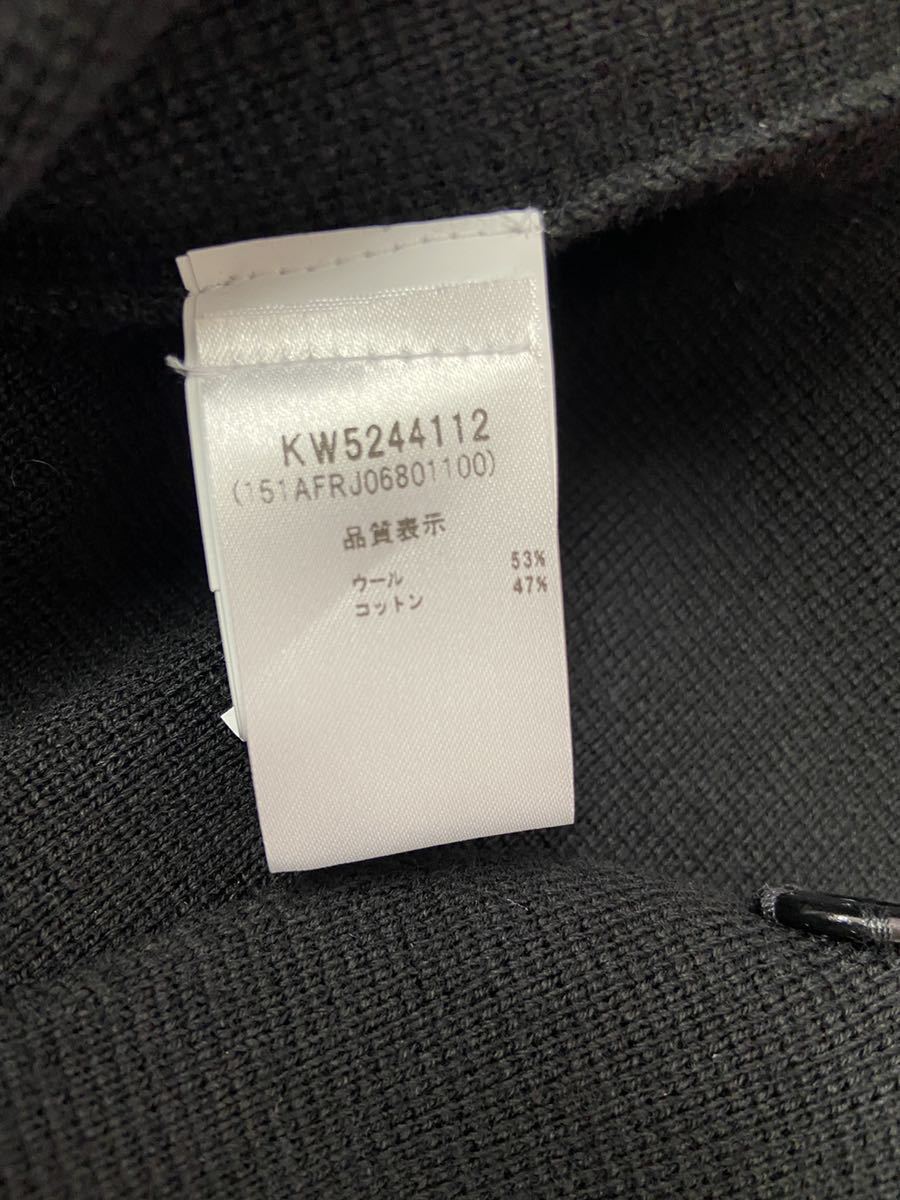 KW5244112
(151AFRJ06801100)
品質表示
ウール 53%
コットン 47%